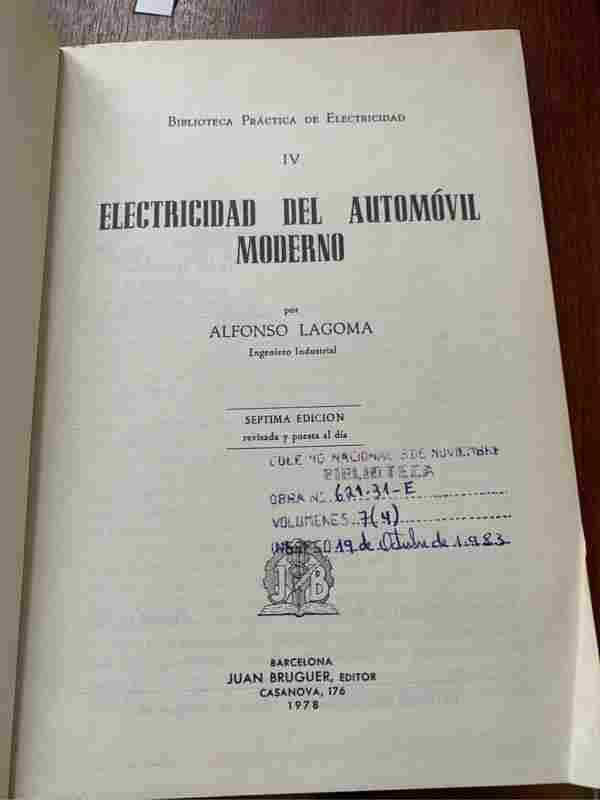 Biblioteca Práctica de Electricidad
IV
ELECTRICIDAD DEL AUTOMÓVIL
MODERNO
por
ALFONSO LAGOMA
Ingeniero Industrial
SEPTIMA EDICION
revisada y puesta al día
COLEGIO NACIONAL 3 DE NOVIEMBRE
BIBLIOTECA
OBRA No. 621-31-E
VOLUMENES 7(4)
INGRESO 19 de Octubre de 1.983
J B
BARCELONA
JUAN BRUGUER, EDITOR
CASANOVA, 176
1978